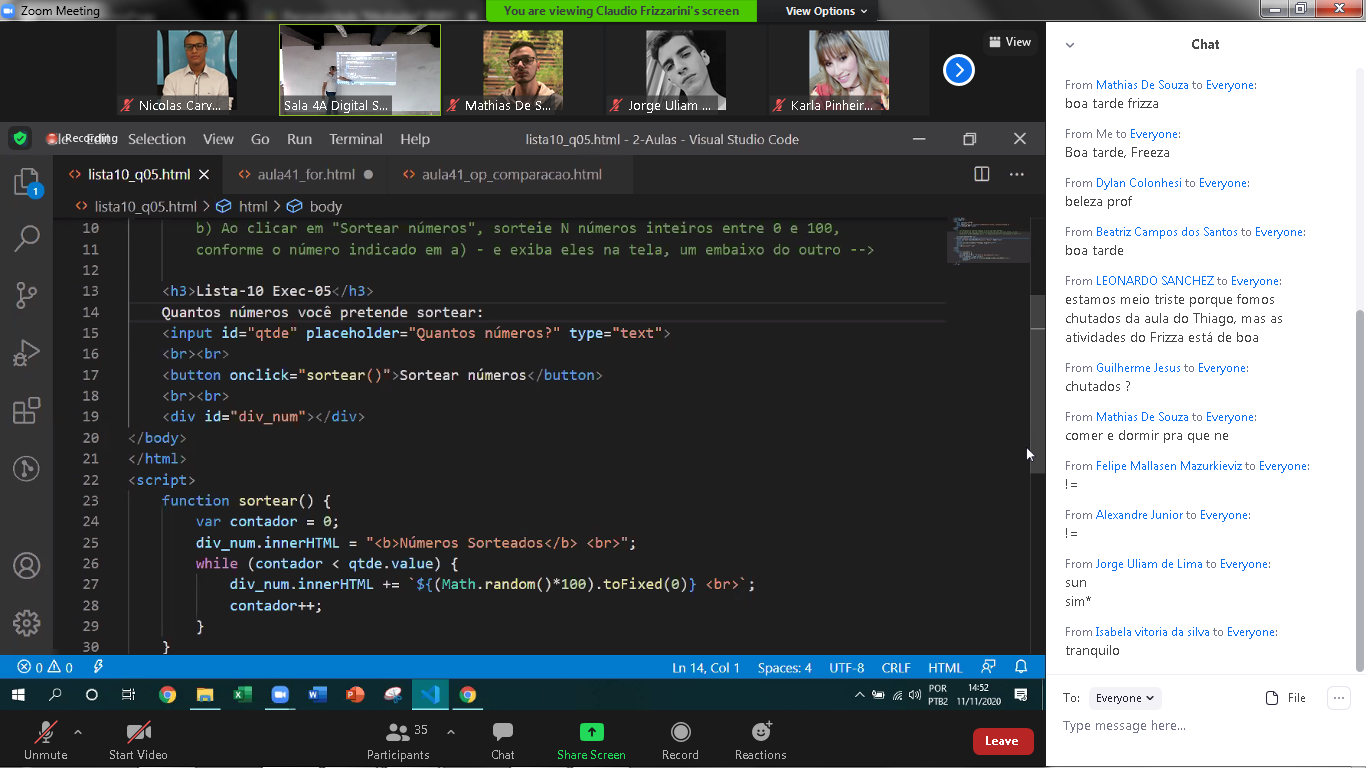 Zoom Meeting
You are viewing Claudio Frizzarini's screen
View Options
Nicolas Carv...
Sala 4A Digital S...
Mathias De S...
Jorge Uliam ...
Karla Pinheir...
View
Recording
Edit Selection View Go Run Terminal Help
lista10_q05.html - 2-Aulas - Visual Studio Code
lista10_q05.html
aula41_for.html
aula41_op_comparacao.html
lista10_q05.html > html > body
10 b) Ao clicar em "Sortear números", sorteie N números inteiros entre 0 e 100,
11 conforme o número indicado em a) - e exiba eles na tela, um embaixo do outro -->
12
13 <h3>Lista-10 Exec-05</h3>
14 Quantos números você pretende sortear:
15 <input id="qtde" placeholder="Quantos números?" type="text">
16 <br><br>
17 <button onclick="sortear()">Sortear números</button>
18 <br><br>
19 <div id="div_num"></div>
20 </body>
21 </html>
22 <script>
23 function sortear() {
24 var contador = 0;
25 div_num.innerHTML = "<b>Números Sorteados</b> <br>";
26 while (contador < qtde.value) {
27 div_num.innerHTML += `${(Math.random()*100).toFixed(0)} <br>`;
28 contador++;
29 }
30 }
1
0 0
Ln 14, Col 1 Spaces: 4 UTF-8 CRLF HTML
POR
PTB2
14:52
11/11/2020
Unmute
Start Video
Participants
35
Chat
Share Screen
Record
Reactions
Leave
Chat
From Mathias De Souza to Everyone:
boa tarde frizza
From Me to Everyone:
Boa tarde, Freeza
From Dylan Colonhesi to Everyone:
beleza prof
From Beatriz Campos dos Santos to Everyone:
boa tarde
From LEONARDO SANCHEZ to Everyone:
estamos meio triste porque fomos
chutados da aula do Thiago, mas as
atividades do Frizza está de boa
From Guilherme Jesus to Everyone:
chutados ?
From Mathias De Souza to Everyone:
comer e dormir pra que ne
From Felipe Mallasen Mazurkieviz to Everyone:
!=
From Alexandre Junior to Everyone:
!=
From Jorge Uliam de Lima to Everyone:
sun
sim*
From Isabela vitoria da silva to Everyone:
tranquilo
To: Everyone
File
Type message here...